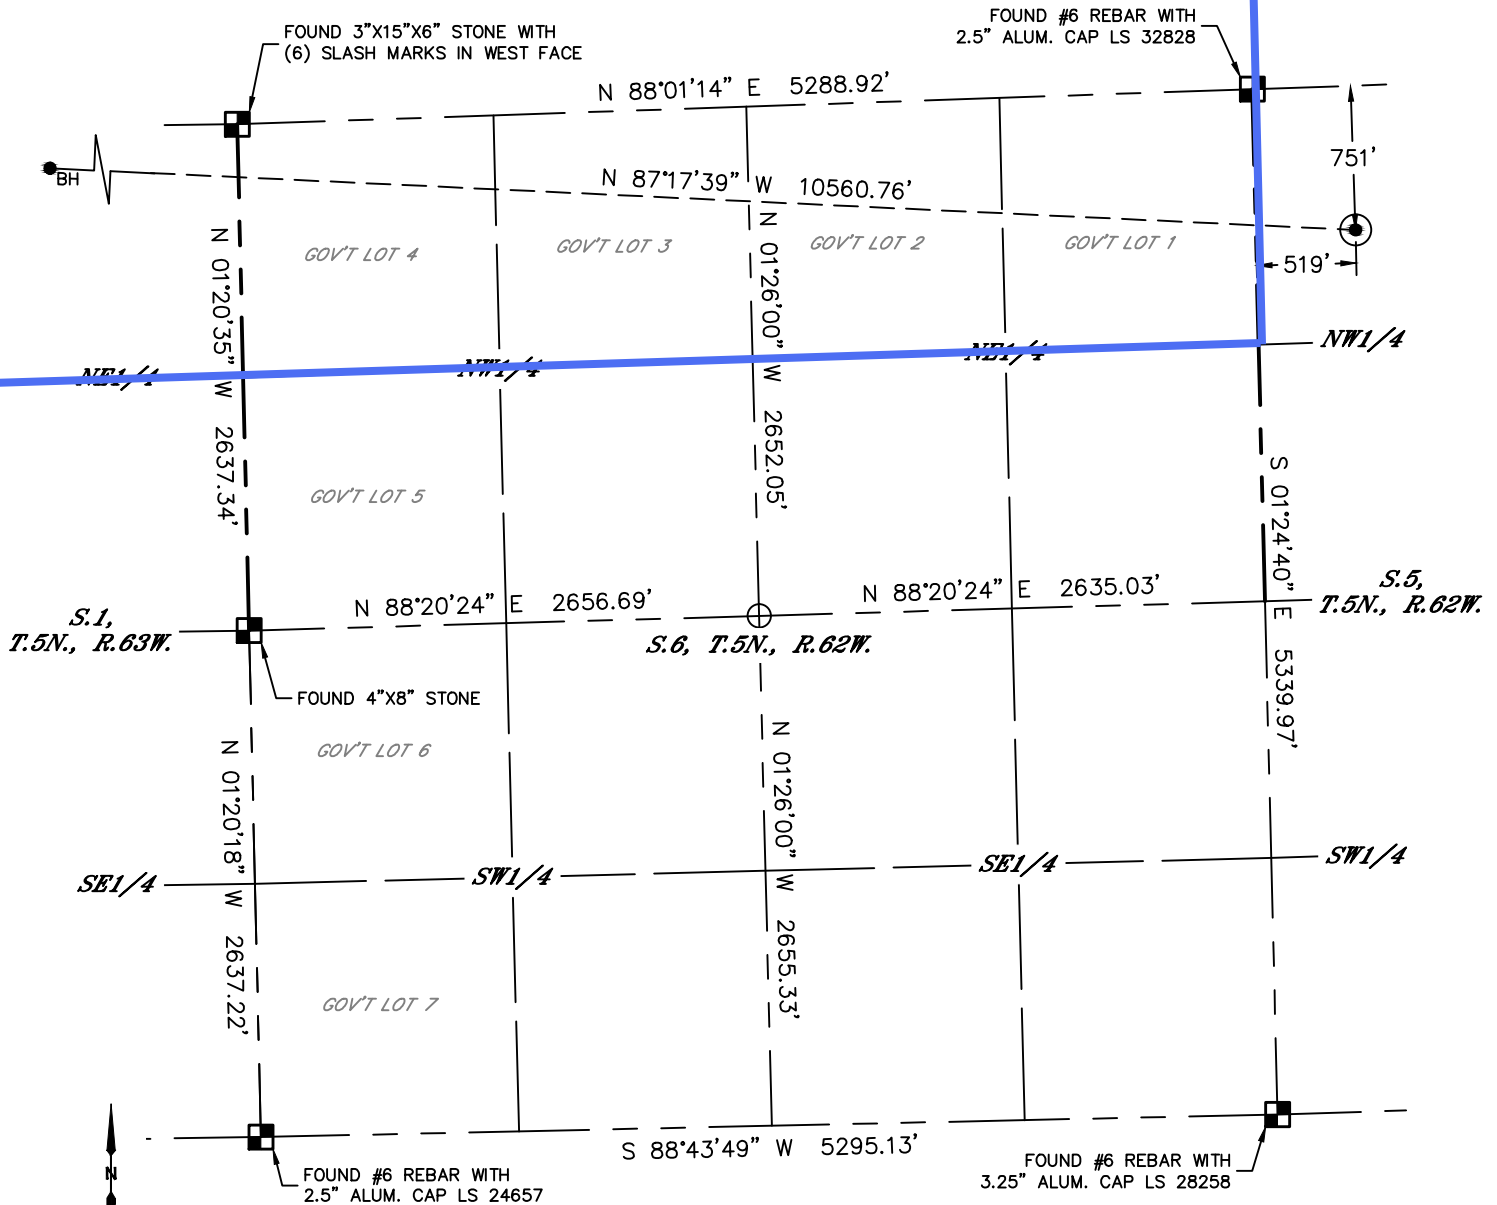 FOUND 3"X15"X6" STONE WITH
(6) SLASH MARKS IN WEST FACE
FOUND #6 REBAR WITH
2.5" ALUM. CAP LS 32828
N 88°01'14" E 5288.92'
751'
BH
N 87°17'39" W 10560.76'
GOV'T LOT 4
GOV'T LOT 3
GOV'T LOT 2
GOV'T LOT 1
519'
N 01°20'35" W 2637.34'
N 01°26'00" W 2652.05'
NE1/4
NW1/4
NE1/4
NW1/4
GOV'T LOT 5
S 01°24'40" E 5339.97'
S.1,
T.5N., R.63W.
N 88°20'24" E 2656.69'
N 88°20'24" E 2635.03'
S.5,
T.5N., R.62W.
S.6, T.5N., R.62W.
FOUND 4"X8" STONE
GOV'T LOT 6
N 01°20'18" W 2637.22'
N 01°26'00" W 2655.33'
SE1/4
SW1/4
SE1/4
SW1/4
GOV'T LOT 7
S 88°43'49" W 5295.13'
N
FOUND #6 REBAR WITH
2.5" ALUM. CAP LS 24657
FOUND #6 REBAR WITH
3.25" ALUM. CAP LS 28258